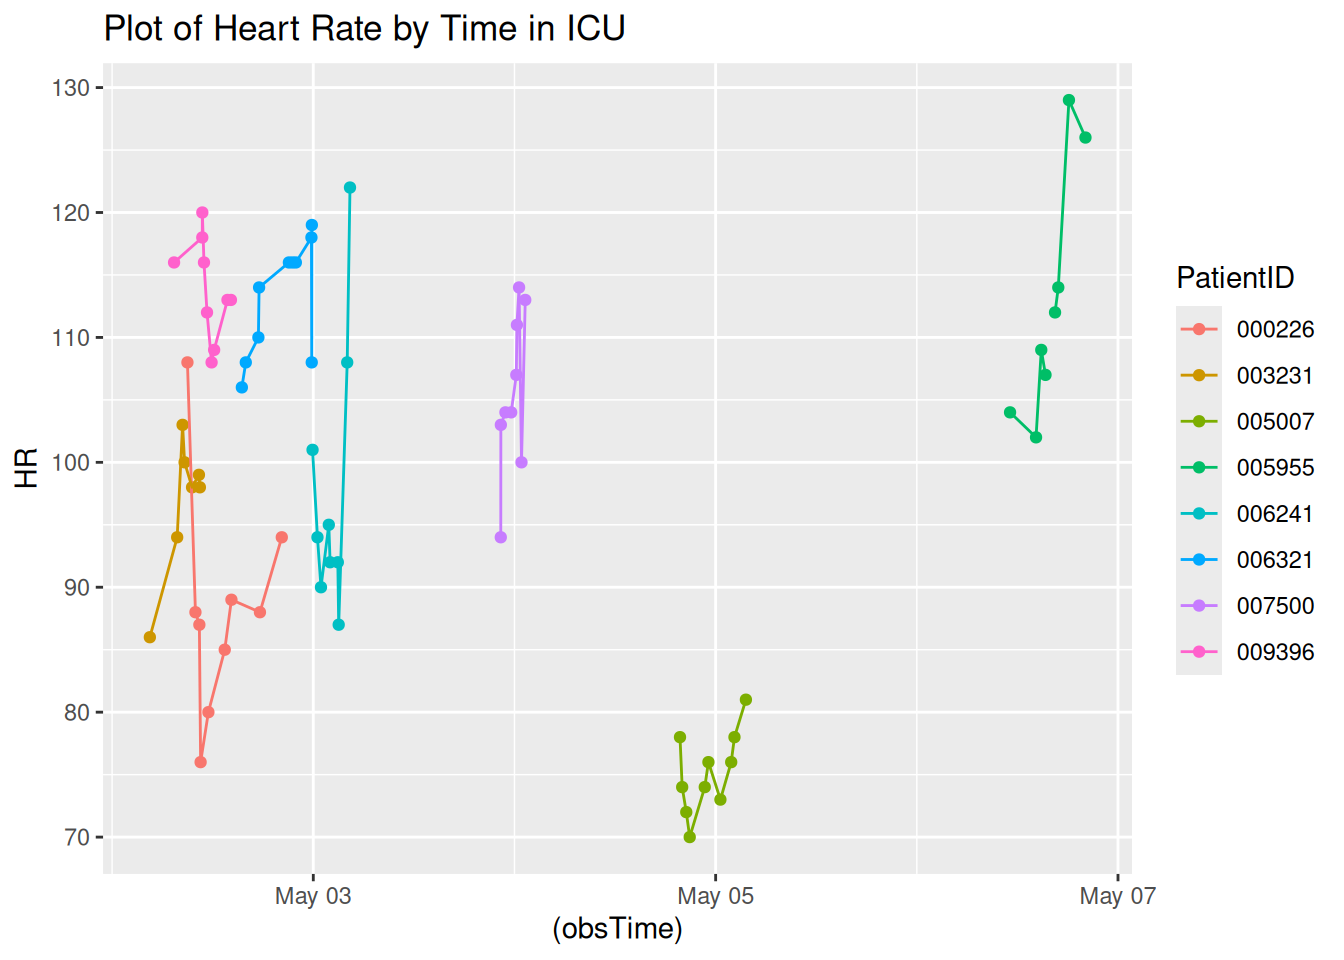 Plot of Heart Rate by Time in ICU
130
120
110
100
90
80
70
HR
May 03
May 05
May 07
(obsTime)
PatientID
000226
003231
005007
005955
006241
006321
007500
009396